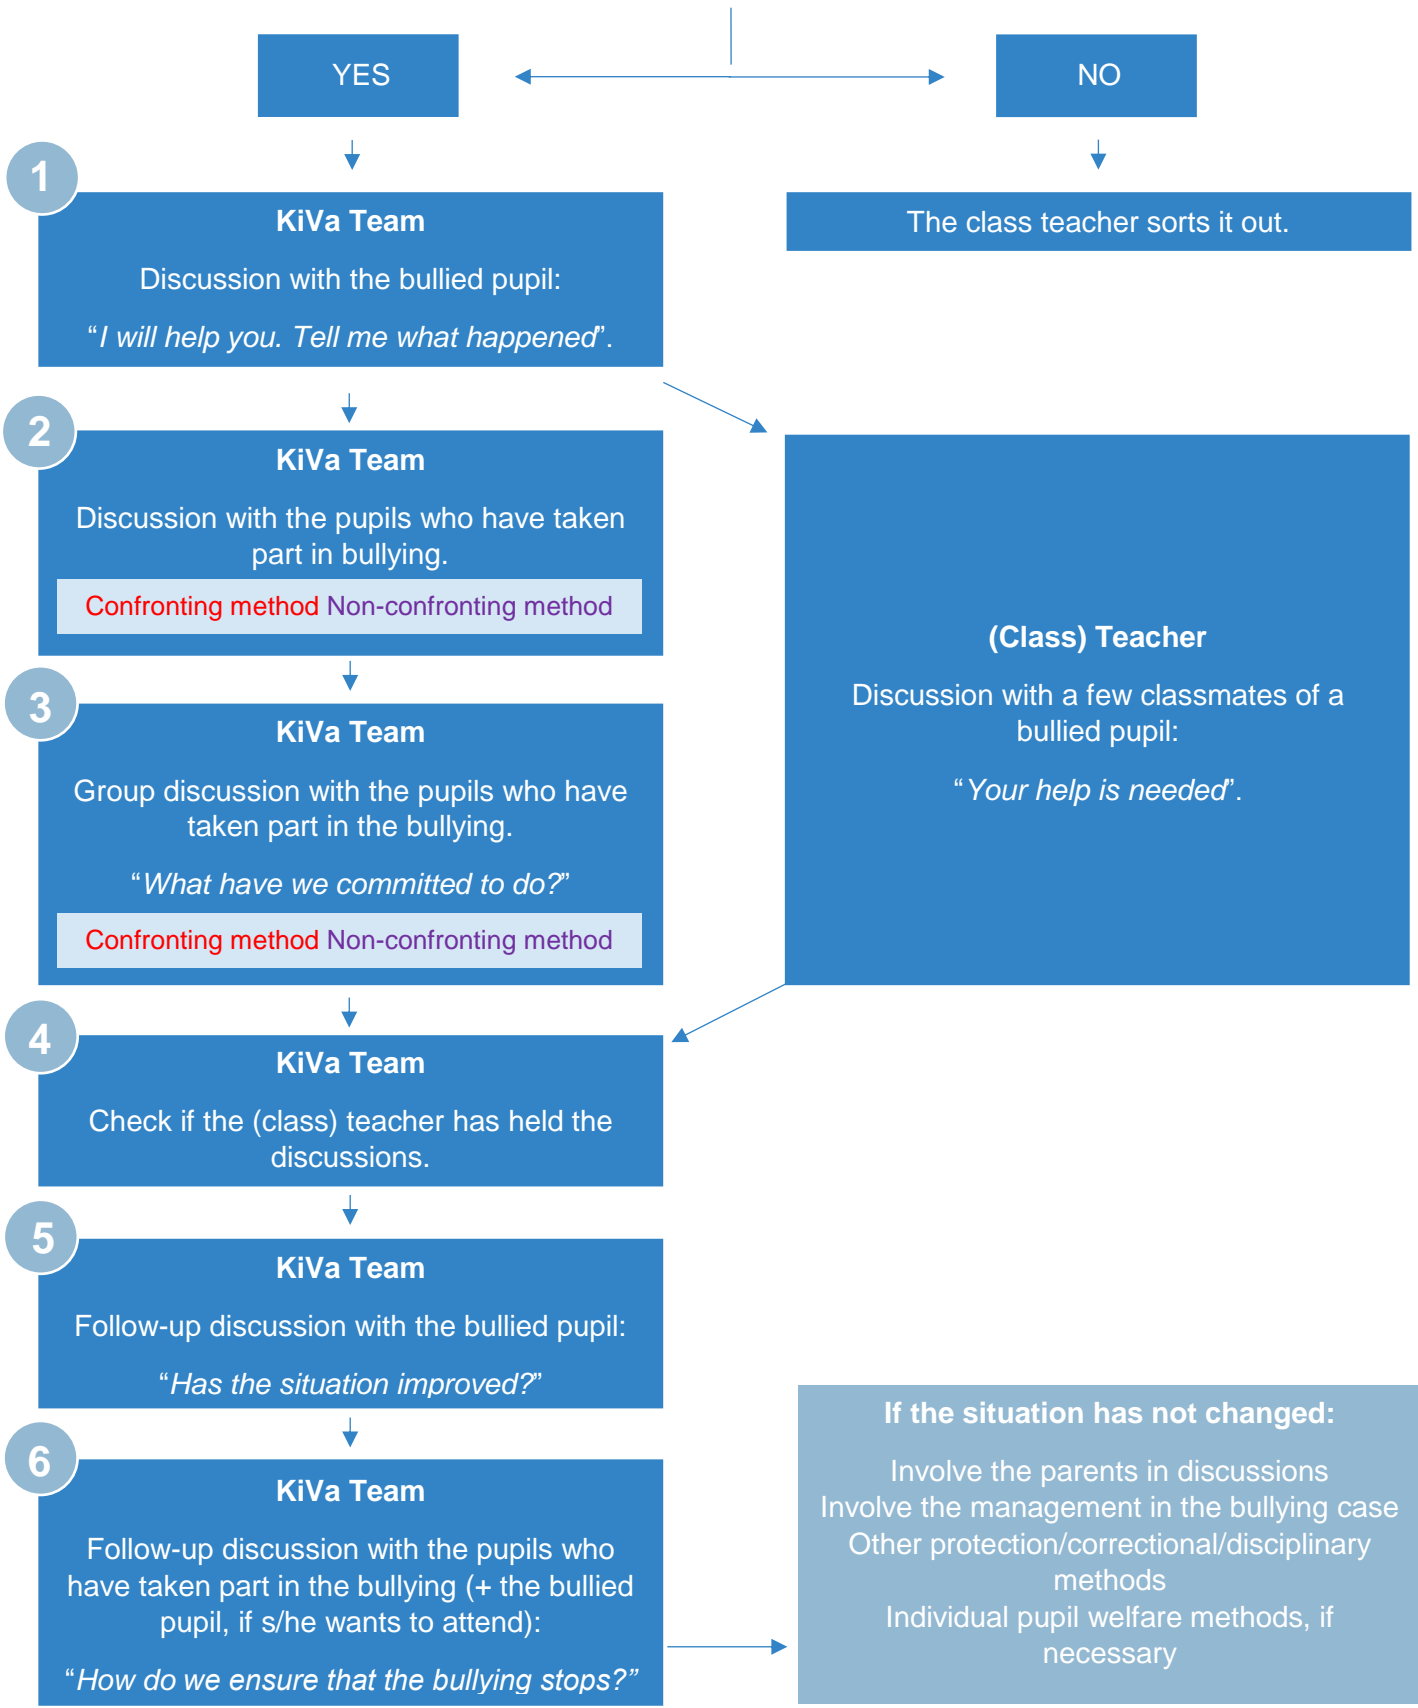 YES
NO
1
KiVa Team
Discussion with the bullied pupil:
“I will help you. Tell me what happened”.
The class teacher sorts it out.
2
KiVa Team
Discussion with the pupils who have taken
part in bullying.
Confronting method Non-confronting method
3
KiVa Team
Group discussion with the pupils who have
taken part in the bullying.
“What have we committed to do?”
Confronting method Non-confronting method
(Class) Teacher
Discussion with a few classmates of a
bullied pupil:
“Your help is needed”.
4
KiVa Team
Check if the (class) teacher has held the
discussions.
5
KiVa Team
Follow-up discussion with the bullied pupil:
“Has the situation improved?”
6
KiVa Team
Follow-up discussion with the pupils who
have taken part in the bullying (+ the bullied
pupil, if s/he wants to attend):
“How do we ensure that the bullying stops?”
If the situation has not changed:
Involve the parents in discussions
Involve the management in the bullying case
Other protection/correctional/disciplinary
methods
Individual pupil welfare methods, if
necessary